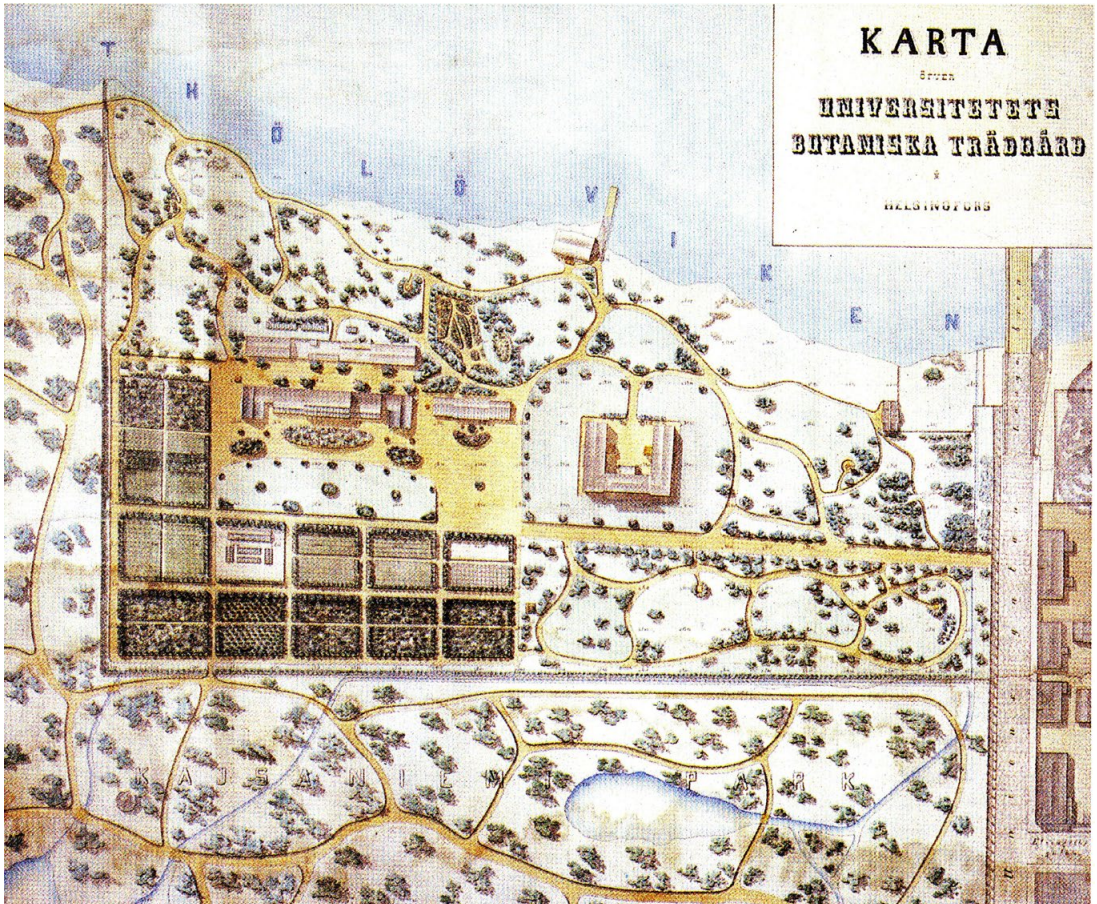 KARTA
ÖFVER
UNIVERSITETETS
BOTANISKA TRÄDGÅRD
Å
HELSINGFORS
THÖLÖVIKEN
KAJSANIEMI PARK